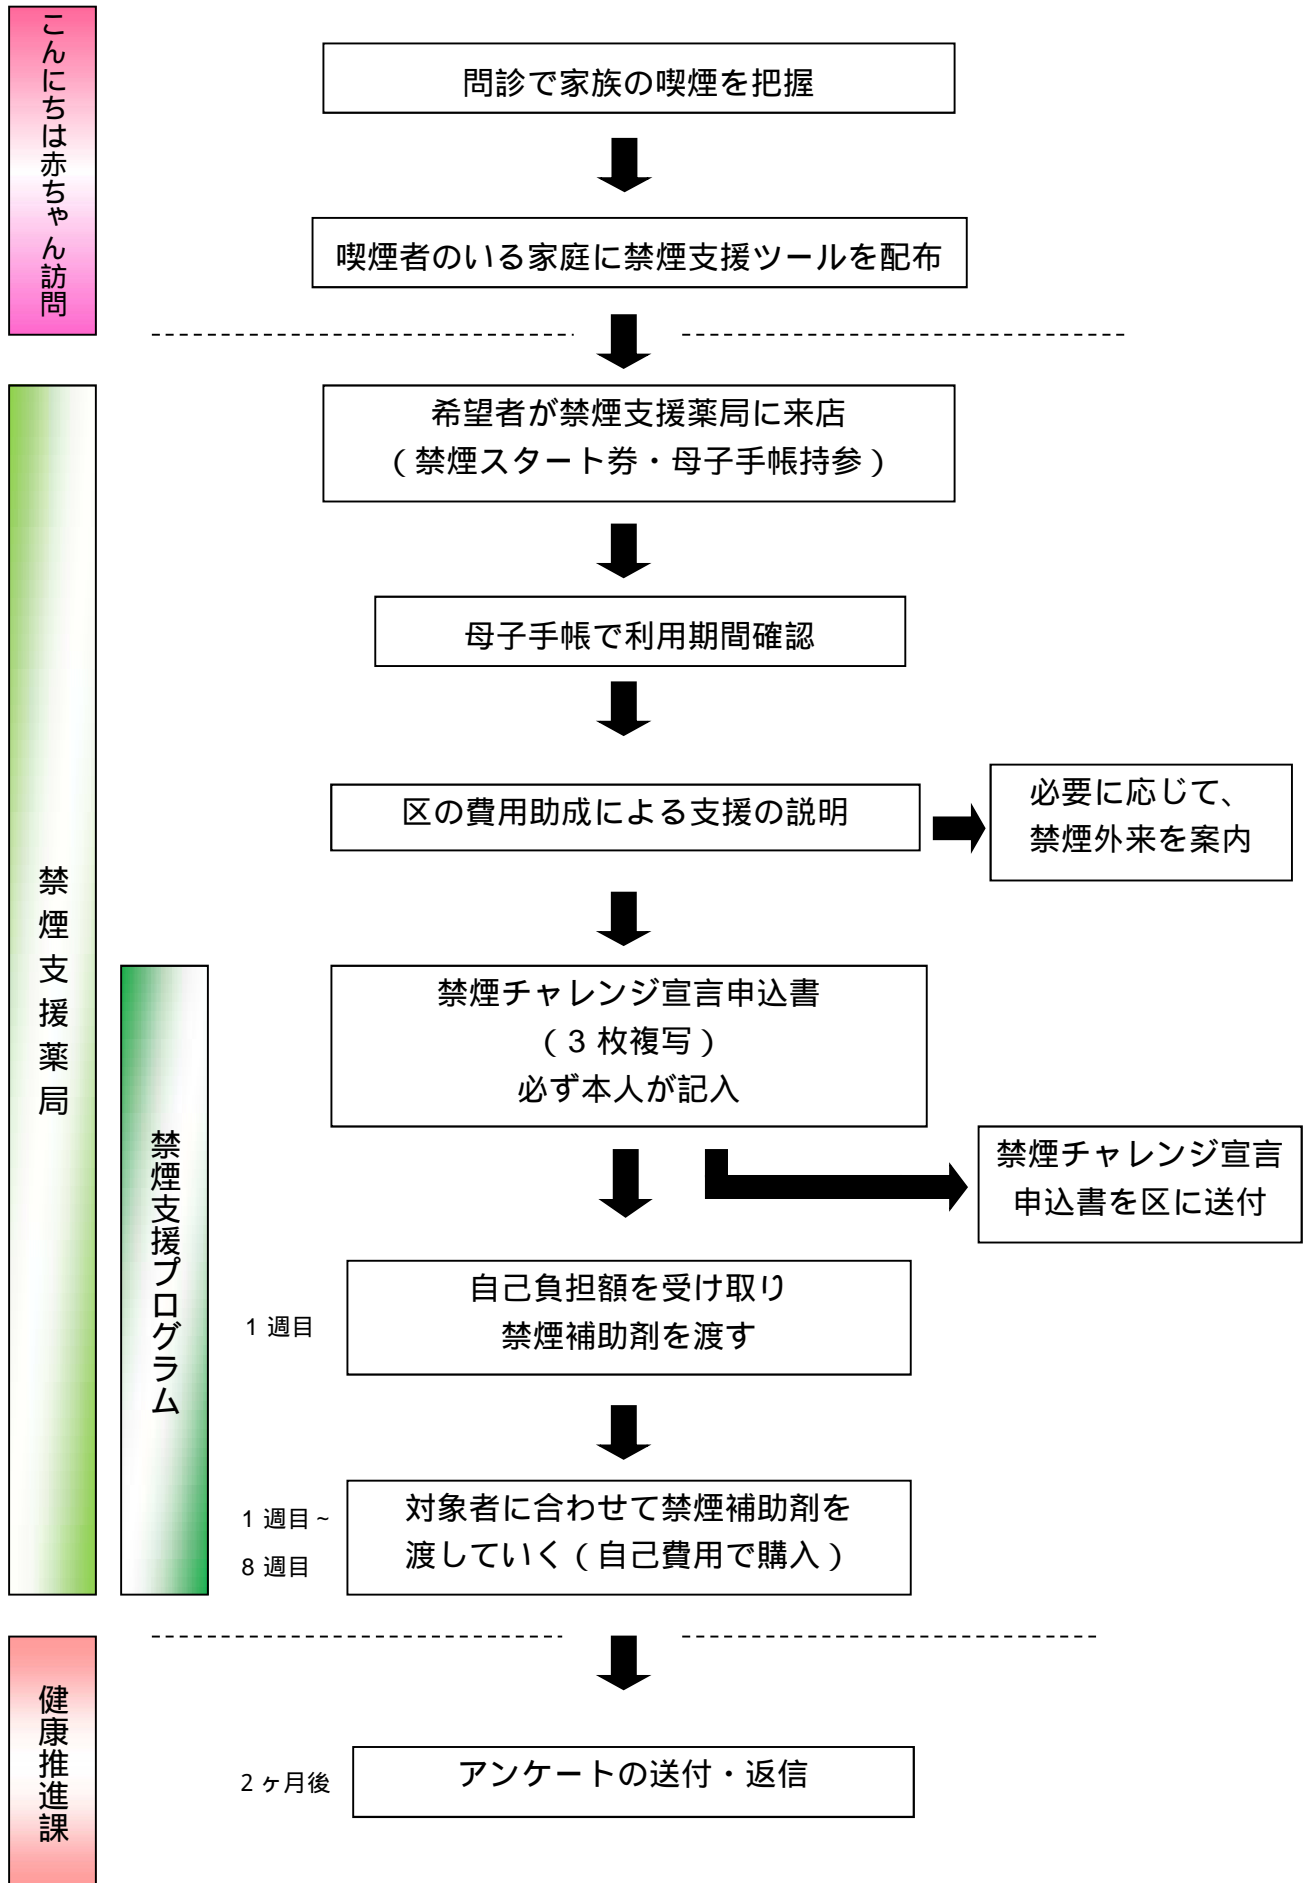 こんにちは赤ちゃん訪問
問診で家族の喫煙を把握
喫煙者のいる家庭に禁煙支援ツールを配布
禁煙支援薬局
希望者が禁煙支援薬局に来店
（禁煙スタート券・母子手帳持参）
母子手帳で利用期間確認
区の費用助成による支援の説明
必要に応じて、
禁煙外来を案内
禁煙支援プログラム
禁煙チャレンジ宣言申込書
（3 枚複写）
必ず本人が記入
禁煙チャレンジ宣言
申込書を区に送付
1 週目
自己負担額を受け取り
禁煙補助剤を渡す
1 週目~
8 週目
対象者に合わせて禁煙補助剤を
渡していく（自己費用で購入）
健康推進課
2 ヶ月後
アンケートの送付・返信